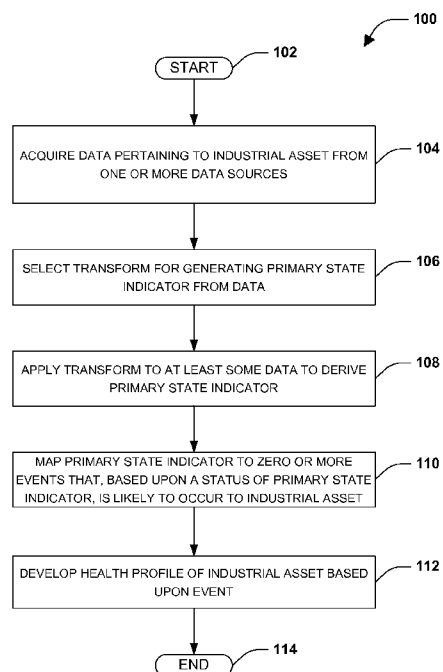 100
START
102
ACQUIRE DATA PERTAINING TO INDUSTRIAL ASSET FROM
ONE OR MORE DATA SOURCES
104
SELECT TRANSFORM FOR GENERATING PRIMARY STATE
INDICATOR FROM DATA
106
APPLY TRANSFORM TO AT LEAST SOME DATA TO DERIVE
PRIMARY STATE INDICATOR
108
MAP PRIMARY STATE INDICATOR TO ZERO OR MORE
EVENTS THAT, BASED UPON A STATUS OF PRIMARY STATE
INDICATOR, IS LIKELY TO OCCUR TO INDUSTRIAL ASSET
110
DEVELOP HEALTH PROFILE OF INDUSTRIAL ASSET BASED
UPON EVENT
112
END
114